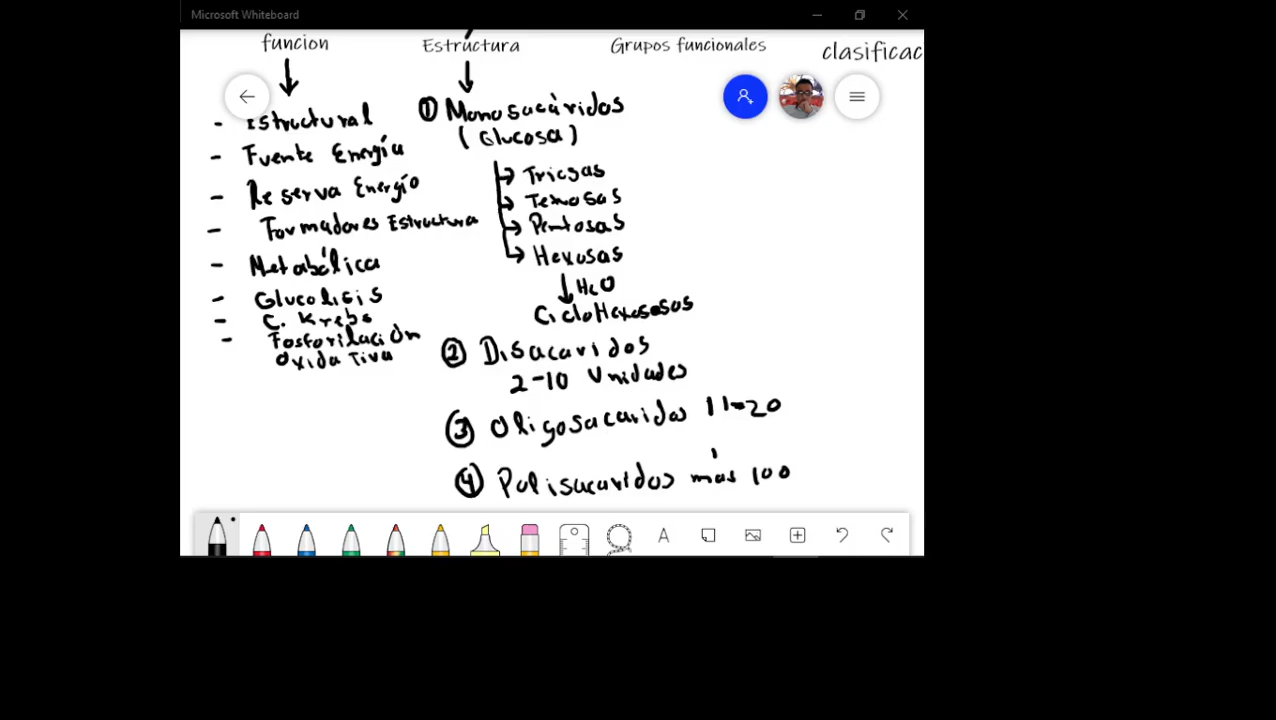 Microsoft Whiteboard
funcion
Estructura
Grupos funcionales
clasificac
- Estructural
- Fuente Energía
- Reserva Energía
- Formadores Estructura
- Metabólica
- Glucolisis
- C. Krebs
- Fosforilación
Oxidativa
① Monosacáridos
(Glucosa)
→ Triosas
→ Tetrosas
→ Pentosas
→ Hexosas
↓ H2O
CicloHexososas
② Disacaridos
2-10 Unidades
③ Oligosacaridos 11-20
④ Polisacaridos más 100
A